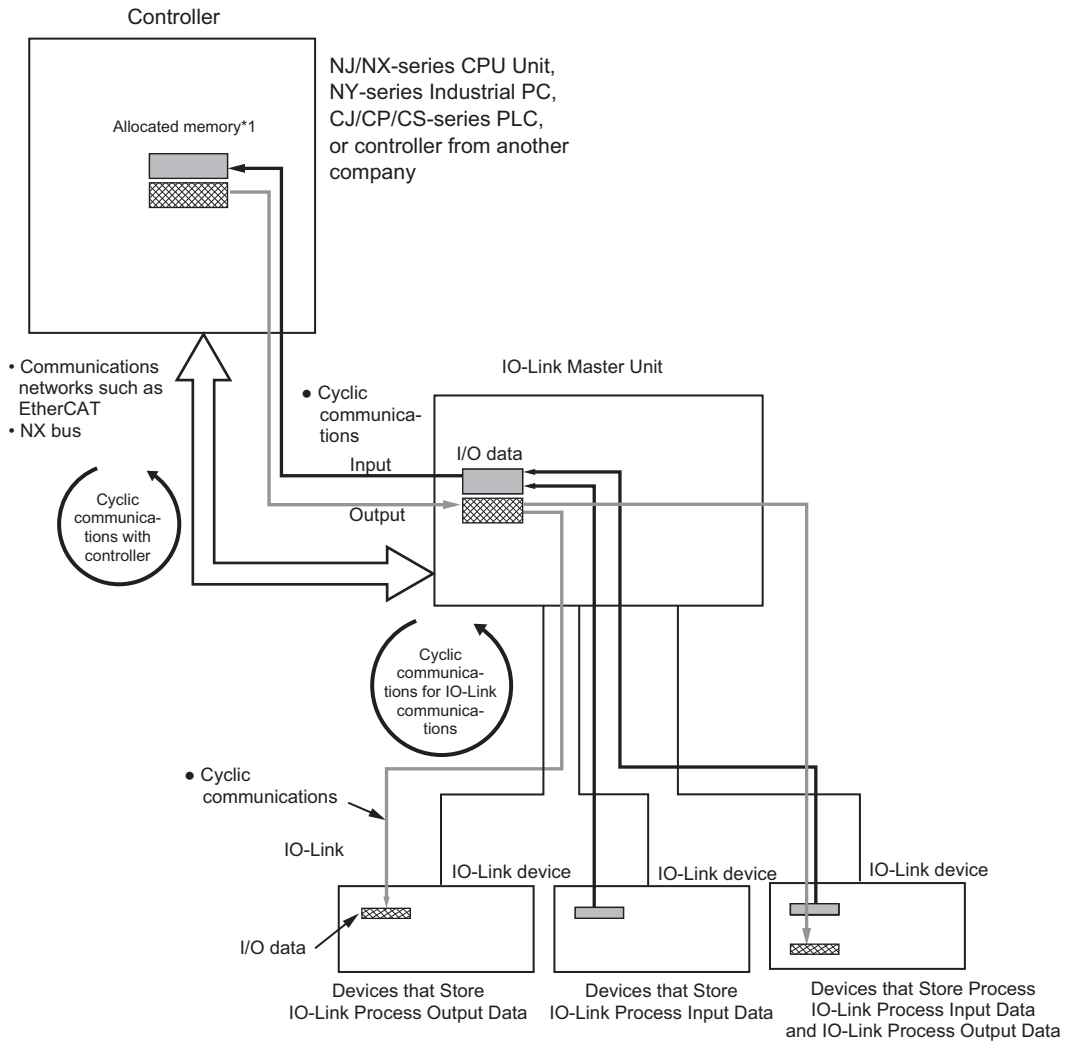 Controller
NJ/NX-series CPU Unit,
NY-series Industrial PC,
CJ/CP/CS-series PLC,
or controller from another
company
Allocated memory*1
• Communications
networks such as
EtherCAT
• NX bus
Cyclic
communica-
tions with
controller
● Cyclic
communica-
tions
Input
Output
IO-Link Master Unit
I/O data
Cyclic
communica-
tions for IO-Link
communica-
tions
● Cyclic
communications
IO-Link
I/O data
IO-Link device
IO-Link device
IO-Link device
Devices that Store
IO-Link Process Output Data
Devices that Store
IO-Link Process Input Data
Devices that Store Process
IO-Link Process Input Data
and IO-Link Process Output Data